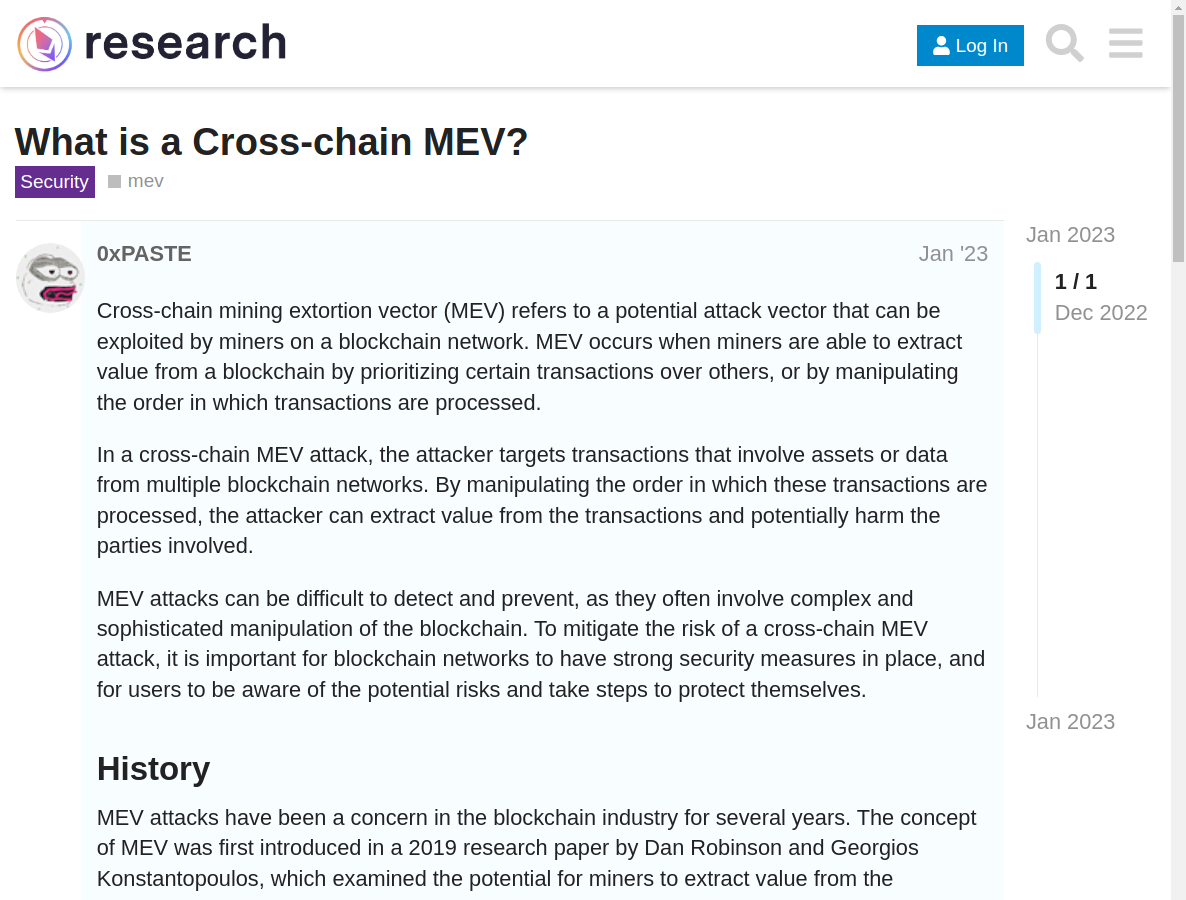 research
Log In
What is a Cross-chain MEV?
Security mev
Jan 2023
1 / 1
Dec 2022
Jan 2023
0xPASTE Jan '23
Cross-chain mining extortion vector (MEV) refers to a potential attack vector that can be
exploited by miners on a blockchain network. MEV occurs when miners are able to extract
value from a blockchain by prioritizing certain transactions over others, or by manipulating
the order in which transactions are processed.
In a cross-chain MEV attack, the attacker targets transactions that involve assets or data
from multiple blockchain networks. By manipulating the order in which these transactions are
processed, the attacker can extract value from the transactions and potentially harm the
parties involved.
MEV attacks can be difficult to detect and prevent, as they often involve complex and
sophisticated manipulation of the blockchain. To mitigate the risk of a cross-chain MEV
attack, it is important for blockchain networks to have strong security measures in place, and
for users to be aware of the potential risks and take steps to protect themselves.
History
MEV attacks have been a concern in the blockchain industry for several years. The concept
of MEV was first introduced in a 2019 research paper by Dan Robinson and Georgios
Konstantopoulos, which examined the potential for miners to extract value from the